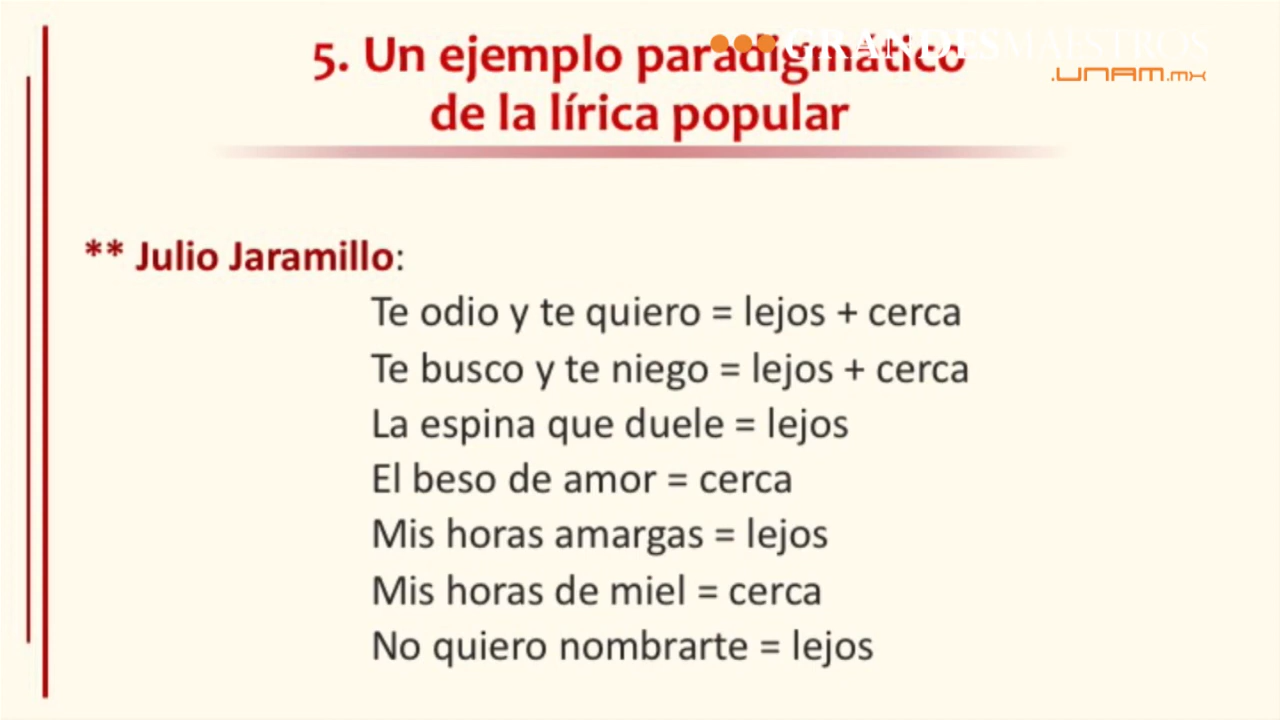 5. Un ejemplo paradigmático
de la lírica popular
GRANDESMAESTROS
.UNAM.mx
** Julio Jaramillo:
Te odio y te quiero = lejos + cerca
Te busco y te niego = lejos + cerca
La espina que duele = lejos
El beso de amor = cerca
Mis horas amargas = lejos
Mis horas de miel = cerca
No quiero nombrarte = lejos